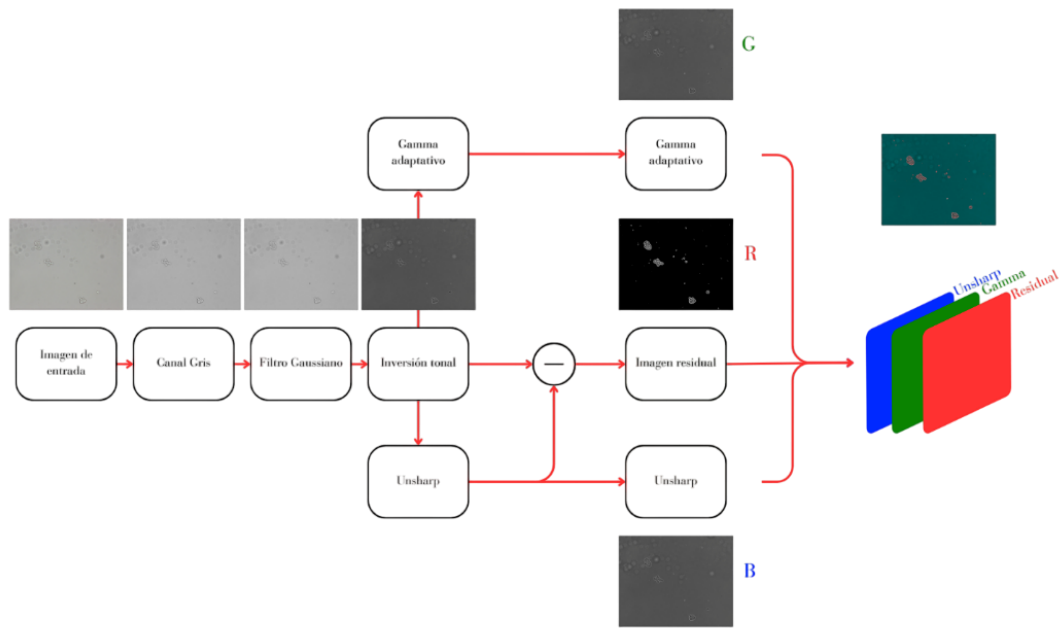 G
Gamma
adaptativo
Gamma
adaptativo
R
Unsharp
Gamma
Residual
Imagen de
entrada
Canal Gris
Filtro Gaussiano
Inversión tonal
—
Imagen residual
Unsharp
Unsharp
B